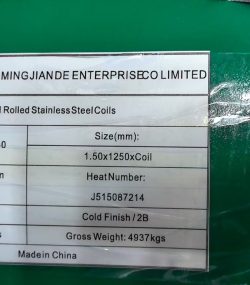 MINGJIANDE ENTERPRISECO LIMITED
Rolled Stainless Steel Coils
Size(mm):
1.50x1250xCoil
Heat Number:
J515087214
Cold Finish / 2B
Gross Weight: 4937kgs
Made in China